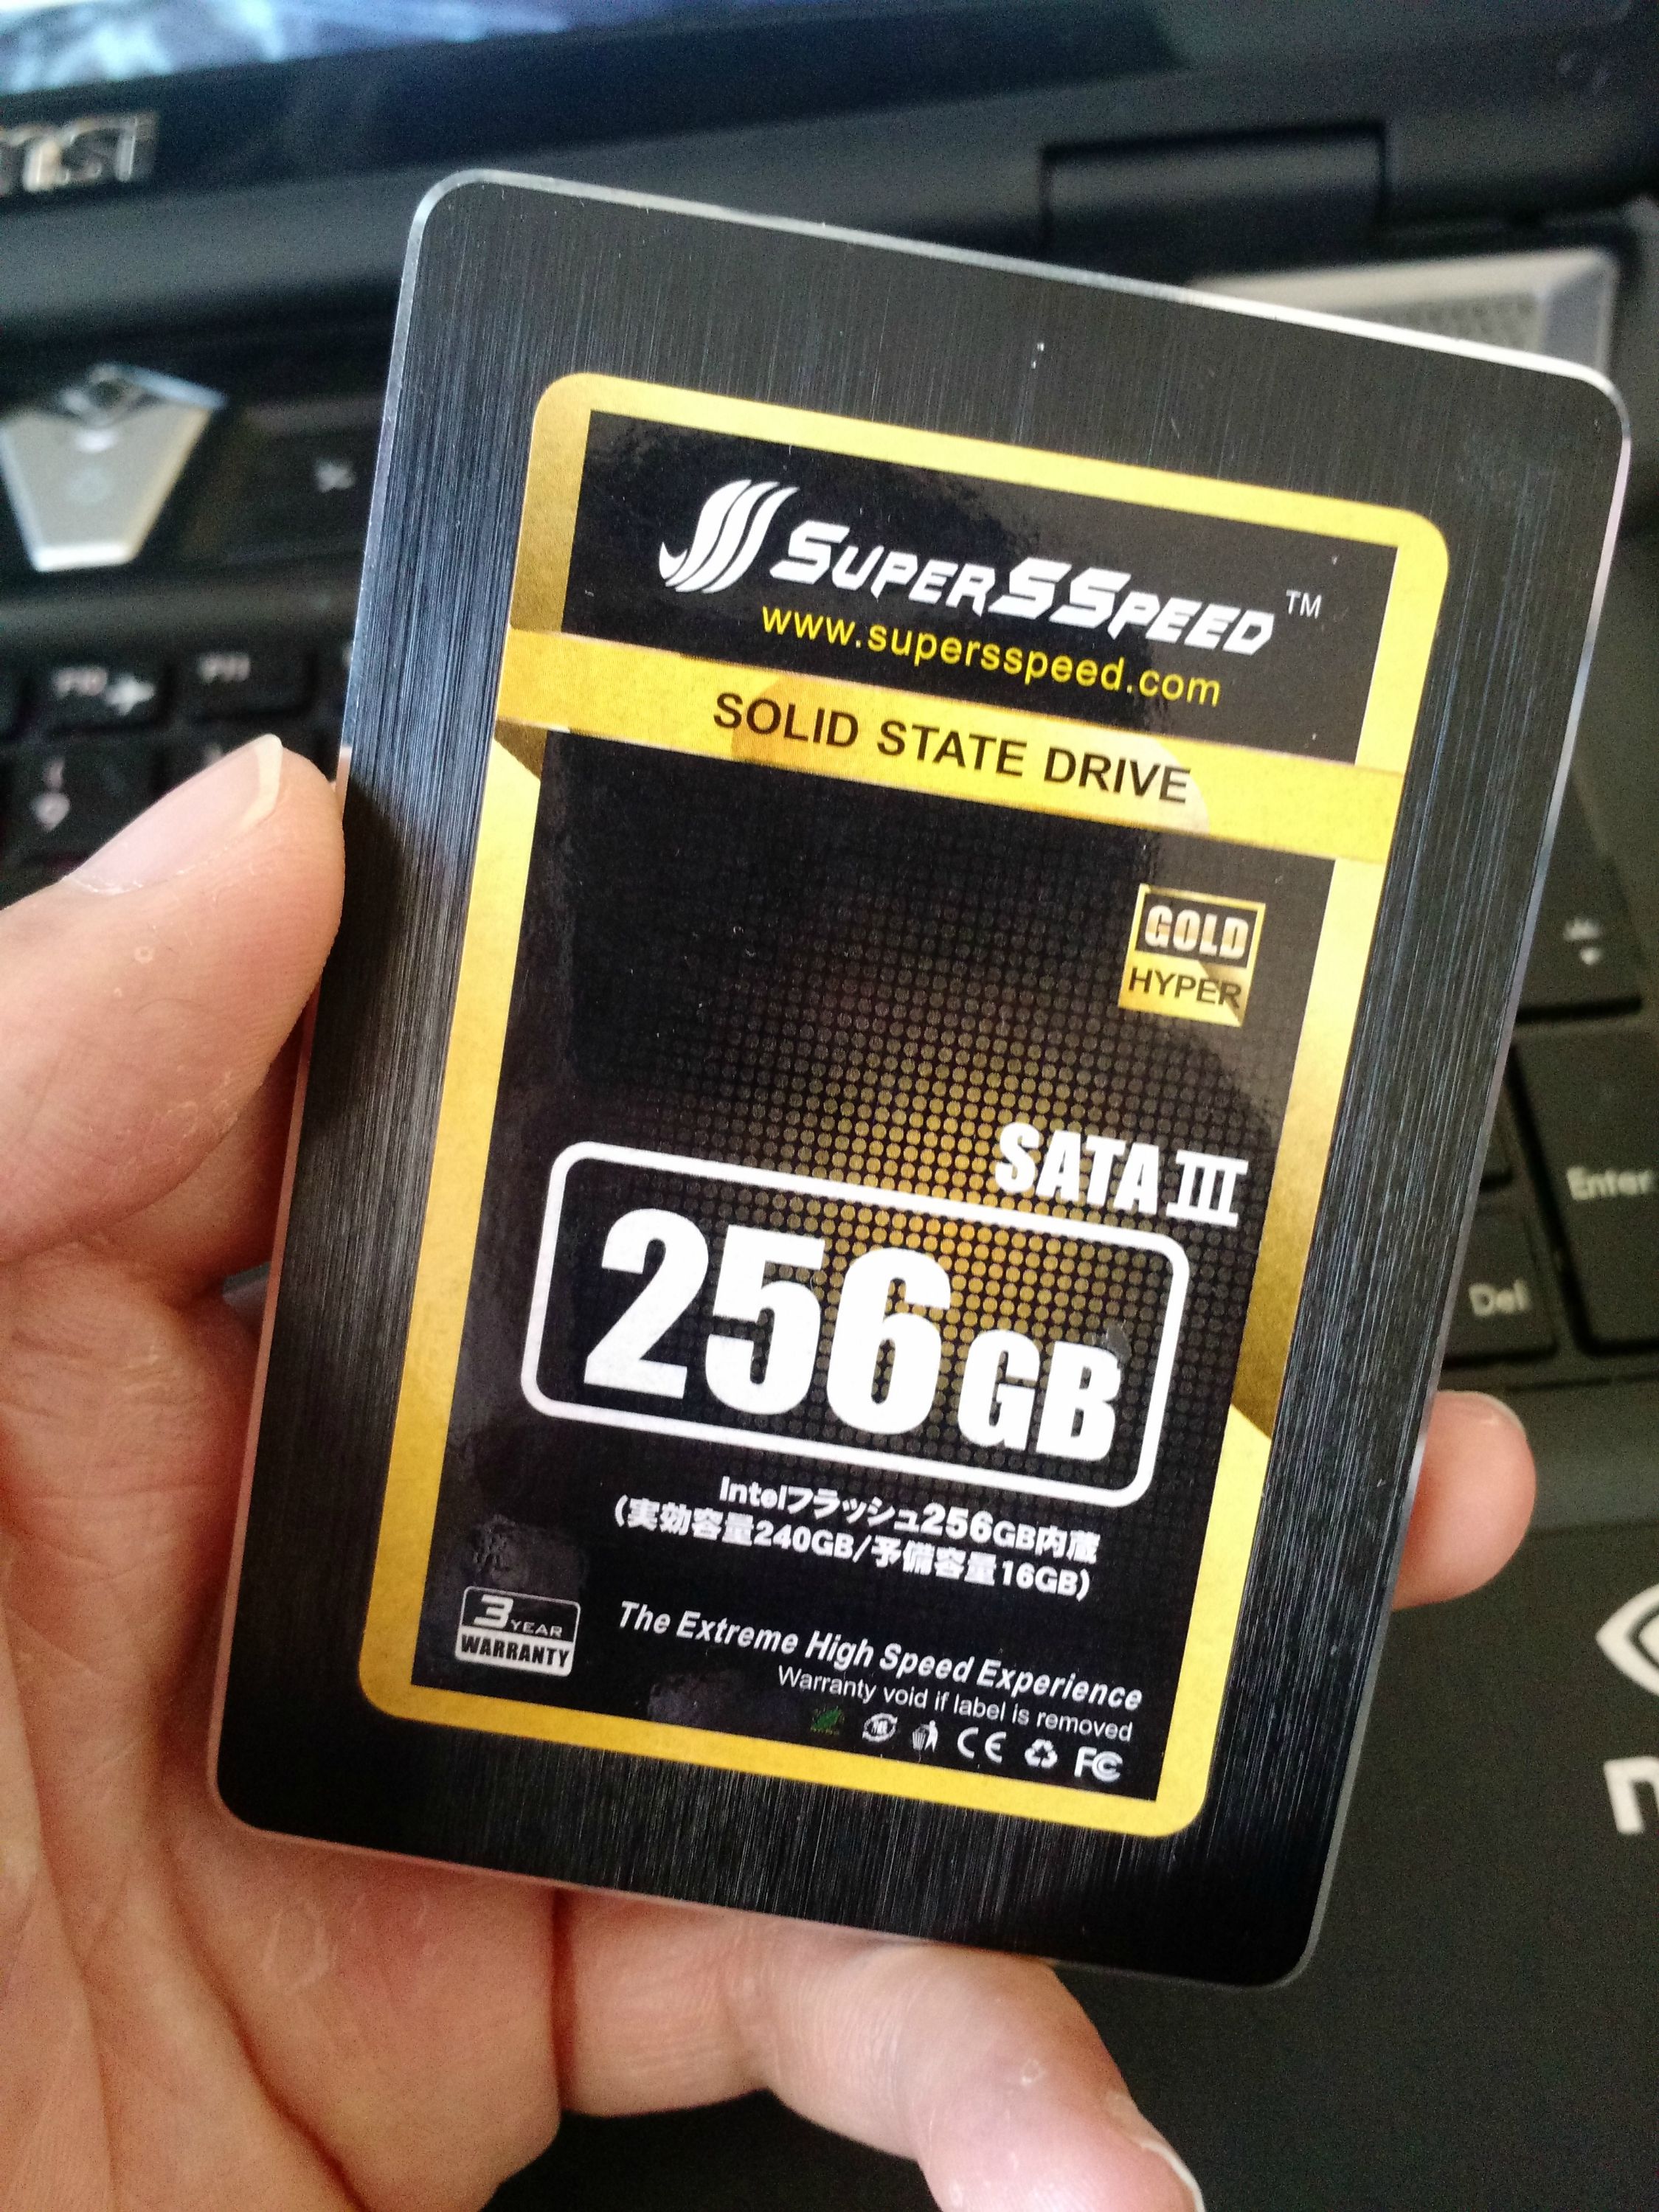 msi
SUPERSSPEED™
www.supersspeed.com
SOLID STATE DRIVE
GOLD
HYPER
SATA III
256GB
Intelフラッシュ256GB内蔵
(実効容量240GB/予備容量16GB)
3 YEAR
WARRANTY
The Extreme High Speed Experience
Warranty void if label is removed
CE FC
F10
F11
Enter
Del